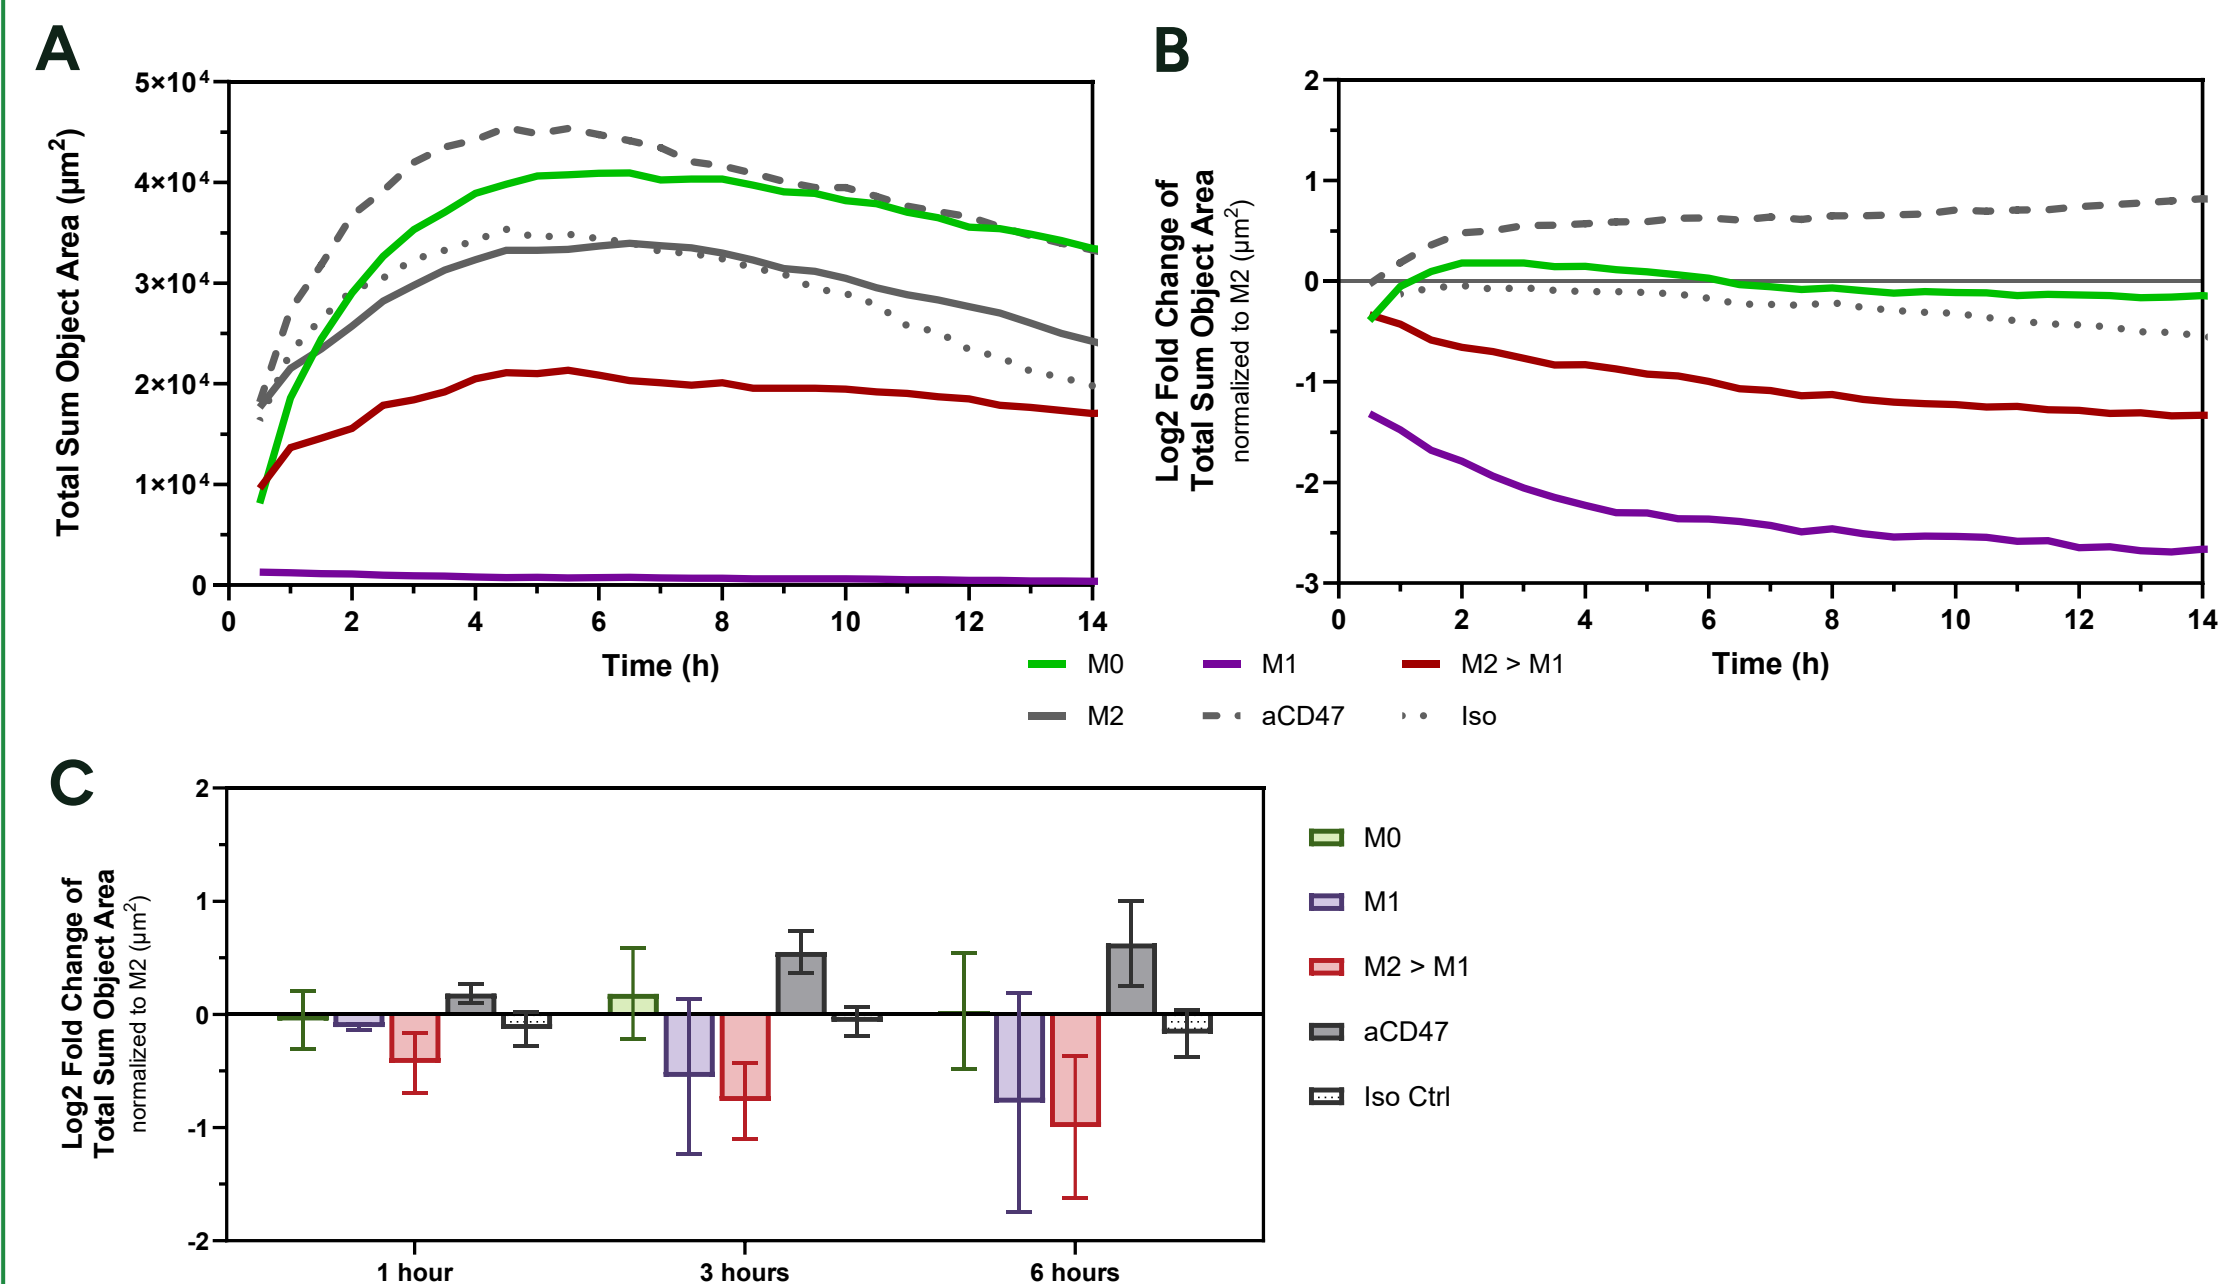 A
5×10⁴
4×10⁴
3×10⁴
2×10⁴
1×10⁴
0
Total Sum Object Area (µm²)
0 2 4 6 8 10 12 14
Time (h)
B
2
1
0
-1
-2
-3
Log2 Fold Change of
Total Sum Object Area
normalized to M2 (µm²)
0 2 4 6 8 10 12 14
Time (h)
M0 M1 M2 > M1
M2 aCD47 Iso
C
2
1
0
-1
-2
Log2 Fold Change of
Total Sum Object Area
normalized to M2 (µm²)
1 hour 3 hours 6 hours
M0
M1
M2 > M1
aCD47
Iso Ctrl